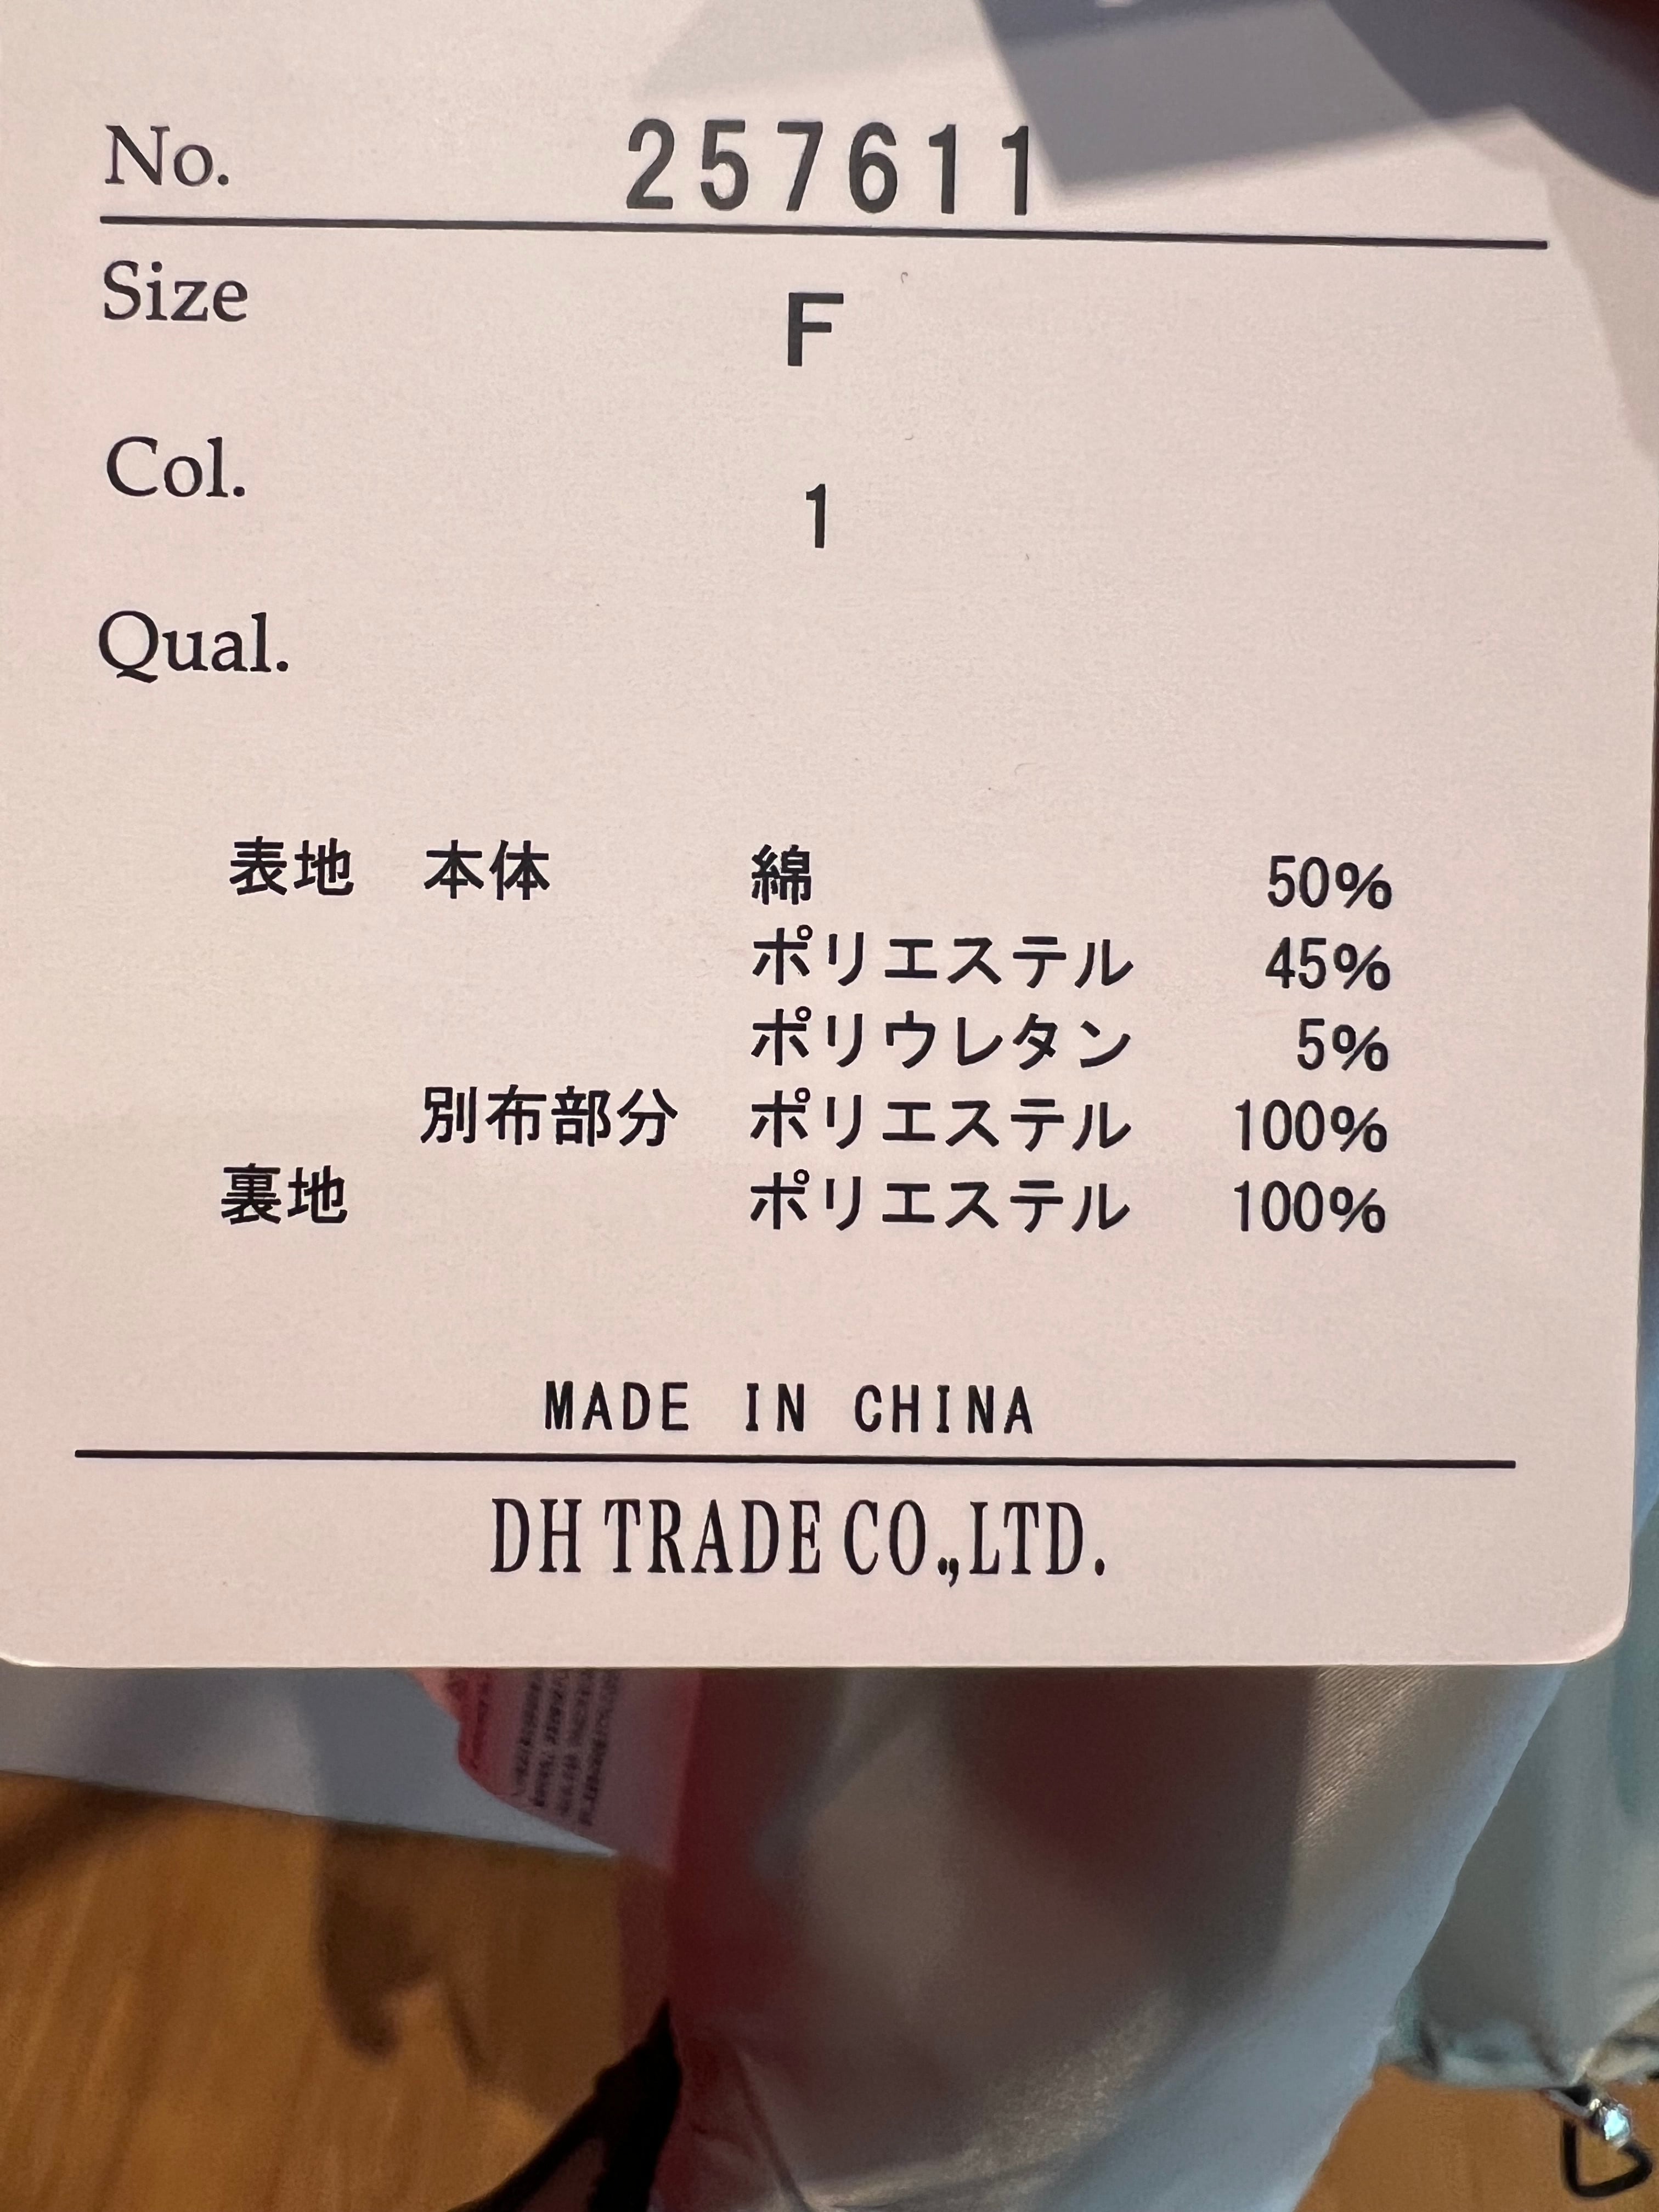 No. 257611
Size F
Col. 1
Qual.
表地 本体 綿 50%
ポリエステル 45%
ポリウレタン 5%
別布部分 ポリエステル 100%
裏地 ポリエステル 100%
MADE IN CHINA
DH TRADE CO.,LTD.